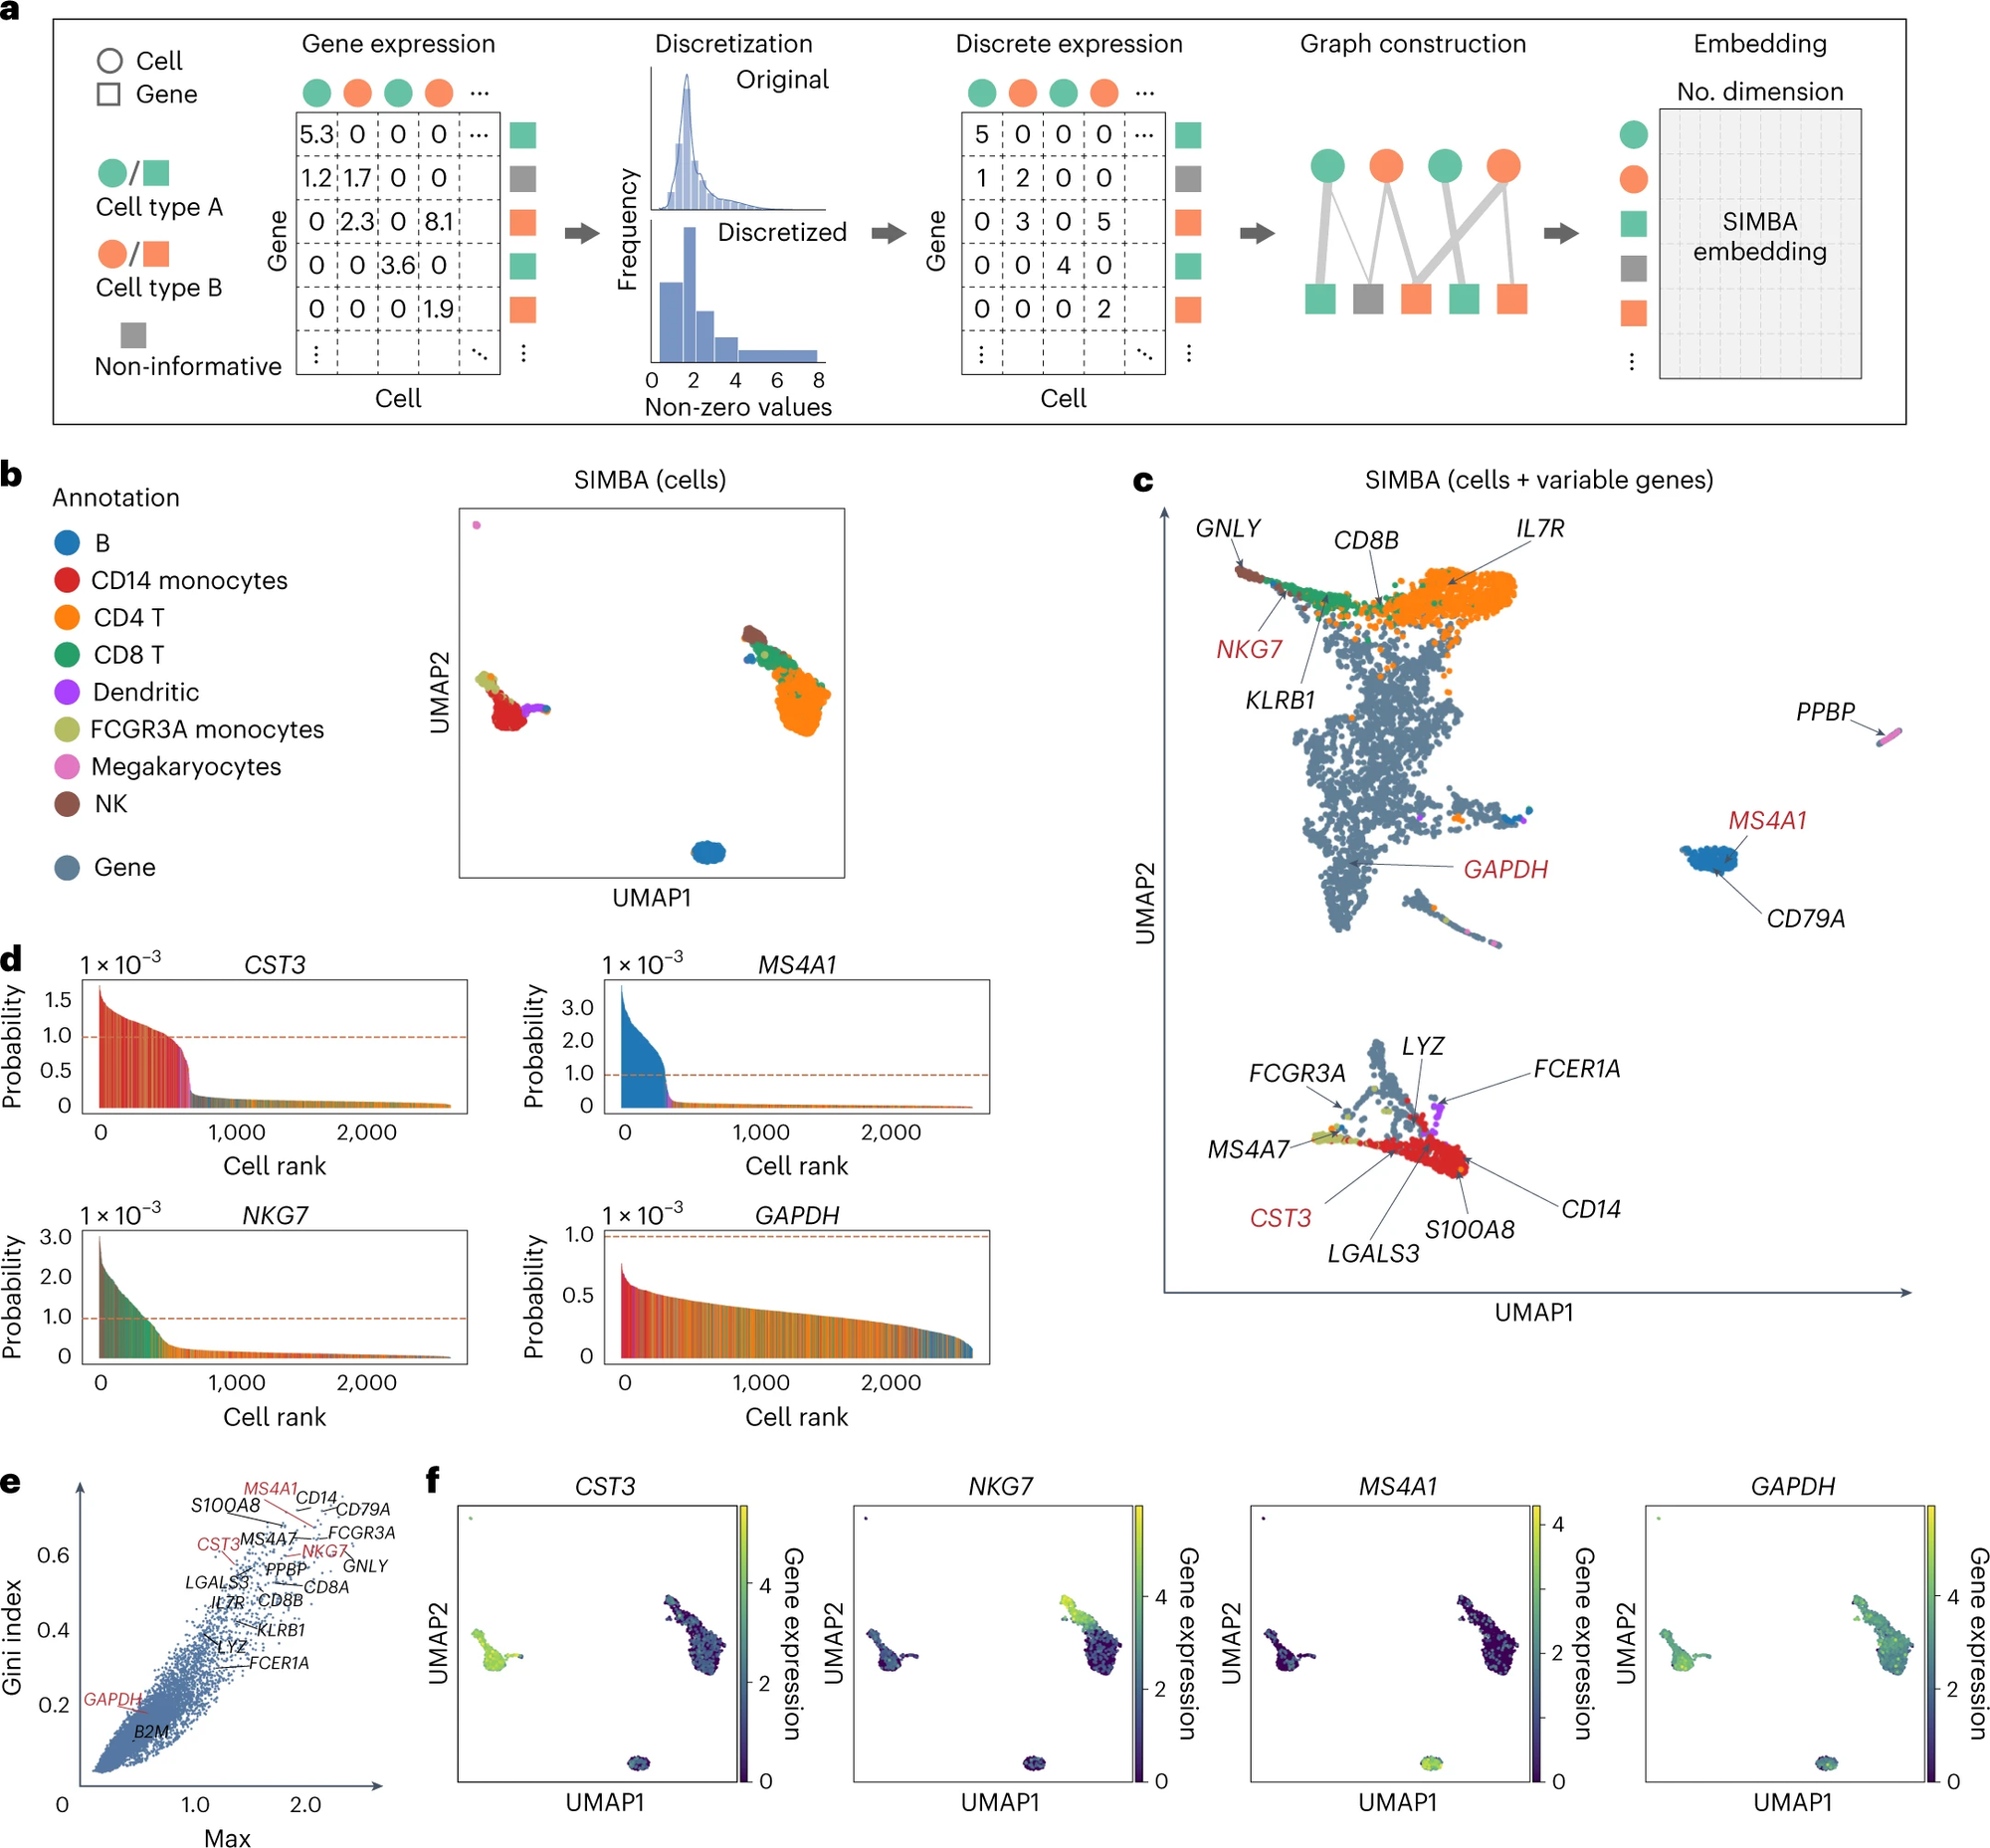 a
Cell
Gene
Cell type A
Cell type B
Non-informative
Gene expression
5.3 0 0 0 ...
1.2 1.7 0 0
0 2.3 0 8.1
0 0 3.6 0
0 0 0 1.9
Gene
Cell
Discretization
Original
Discretized
Frequency
0 2 4 6 8
Non-zero values
Discrete expression
5 0 0 0 ...
1 2 0 0
0 3 0 5
0 0 4 0
0 0 0 2
Gene
Cell
Graph construction
Embedding
No. dimension
SIMBA
embedding
b
Annotation
B
CD14 monocytes
CD4 T
CD8 T
Dendritic
FCGR3A monocytes
Megakaryocytes
NK
Gene
SIMBA (cells)
UMAP2
UMAP1
c
SIMBA (cells + variable genes)
GNLY
CD8B
IL7R
NKG7
KLRB1
PPBP
MS4A1
GAPDH
CD79A
LYZ
FCGR3A
FCER1A
MS4A7
CST3
CD14
S100A8
LGALS3
UMAP2
UMAP1
d
1 × 10−3
CST3
Probability
1.5
1.0
0.5
0
0 1,000 2,000
Cell rank
1 × 10−3
MS4A1
Probability
3.0
2.0
1.0
0
0 1,000 2,000
Cell rank
1 × 10−3
NKG7
Probability
3.0
2.0
1.0
0
0 1,000 2,000
Cell rank
1 × 10−3
GAPDH
Probability
1.0
0.5
0
0 1,000 2,000
Cell rank
e
MS4A1
S100A8
CD14
CD79A
CST3
MS4A7
FCGR3A
NKG7
GNLY
PPBP
LGALS3
CD8A
IL7R
CD8B
KLRB1
LYZ
FCER1A
GAPDH
B2M
Gini index
0.6
0.4
0.2
0 1.0 2.0
Max
f
CST3
UMAP2
UMAP1
4
2
0
Gene expression
NKG7
UMAP2
UMAP1
4
2
0
Gene expression
MS4A1
UMAP2
UMAP1
4
2
0
Gene expression
GAPDH
UMAP2
UMAP1
4
2
0
Gene expression